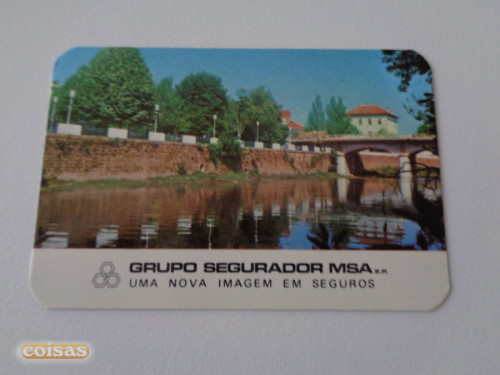 GRUPO SEGURADOR MSA E.P.
UMA NOVA IMAGEM EM SEGUROS
coisas